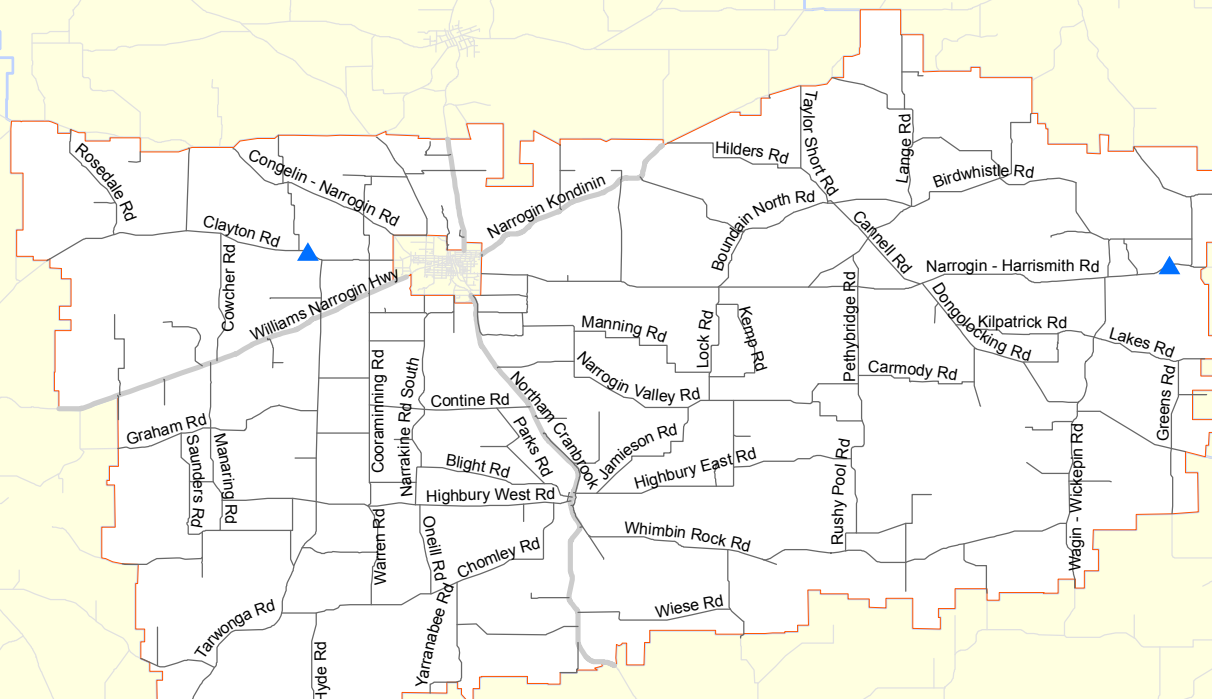 Taylor Short Rd
Lange Rd
Rosedale Rd
Congelin - Narrogin Rd
Hilders Rd
Birdwhistle Rd
Narrogin Kondinin
Boundain North Rd
Clayton Rd
Cannell Rd
Cowcher Rd
Williams Narrogin Hwy
Narrogin - Harrismith Rd
Pethybridge Rd
Dongolocking Rd
Manning Rd
Lock Rd
Kemp Rd
Kilpatrick Rd
Lakes Rd
Cooraminning Rd
Narrakine Rd South
Narrogin Valley Rd
Carmody Rd
Greens Rd
Northam Cranbrook
Contine Rd
Graham Rd
Saunders Rd
Manaring Rd
Parks Rd
Jamieson Rd
Blight Rd
Highbury East Rd
Rushy Pool Rd
Wagin - Wickepin Rd
Highbury West Rd
Warren Rd
Oneill Rd
Whimbin Rock Rd
Chomley Rd
Tarwonga Rd
Yarranabee Rd
Wiese Rd
Hyde Rd